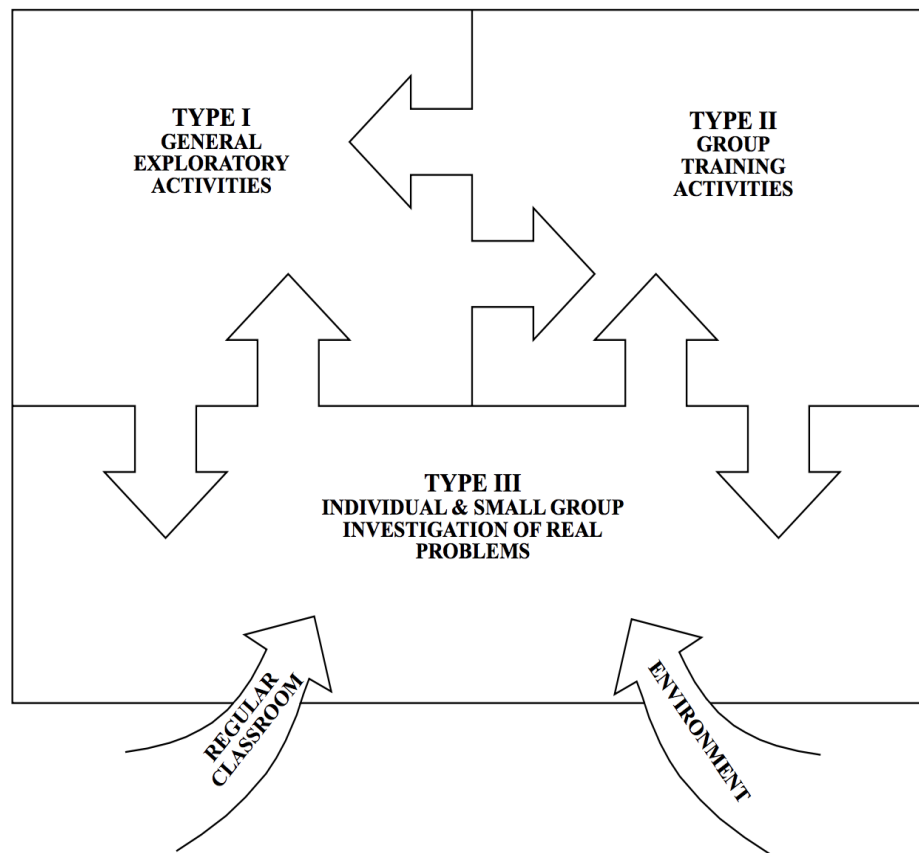 TYPE I
GENERAL
EXPLORATORY
ACTIVITIES
TYPE II
GROUP
TRAINING
ACTIVITIES
TYPE III
INDIVIDUAL & SMALL GROUP
INVESTIGATION OF REAL
PROBLEMS
REGULAR
CLASSROOM
ENVIRONMENT